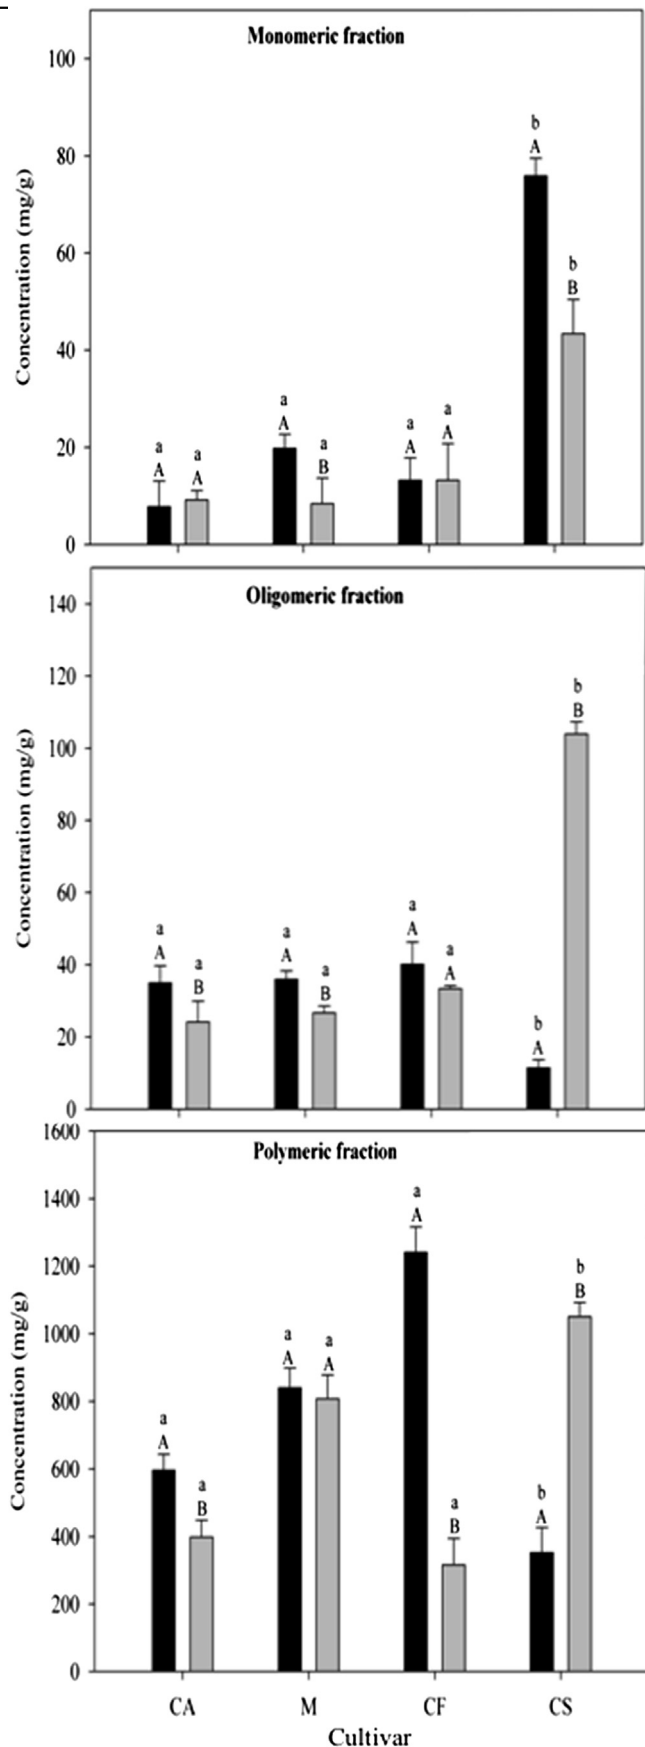 Monomeric fraction
100
80
60
40
20
0
Concentration (mg/g)
a a a a a a b b
A A A B A A A B
Oligomeric fraction
140
120
100
80
60
40
20
0
Concentration (mg/g)
a a a a a a b b
A B A B A A A B
Polymeric fraction
1600
1400
1200
1000
800
600
400
200
0
Concentration (mg/g)
a a a a a a b b
A B A A A B A B
CA M CF CS
Cultivar